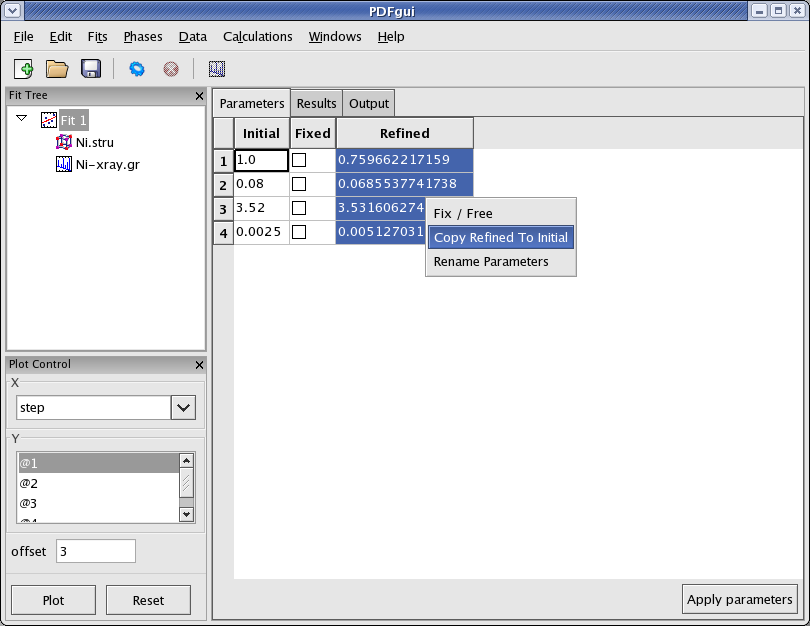 PDFgui
File Edit Fits Phases Data Calculations Windows Help
Fit Tree
Fit 1
Ni.stru
Ni-xray.gr
Plot Control
X
step
Y
@1
@2
@3
@4
offset 3
Plot Reset
Parameters Results Output
Initial Fixed Refined
1 1.0 0.759662217159
2 0.08 0.0685537741738
3 3.52 3.531606274
4 0.0025 0.005127031
Fix / Free
Copy Refined To Initial
Rename Parameters
Apply parameters